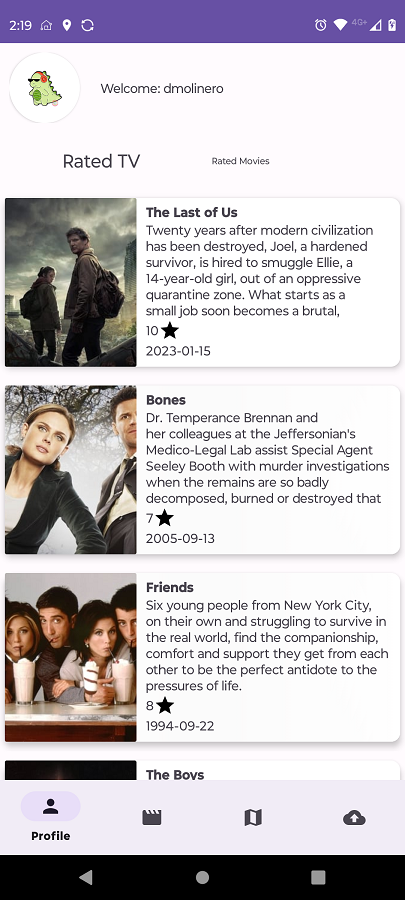 2:19
4G+
Welcome: dmolinero
Rated TV
Rated Movies
The Last of Us
Twenty years after modern civilization
has been destroyed, Joel, a hardened
survivor, is hired to smuggle Ellie, a
14-year-old girl, out of an oppressive
quarantine zone. What starts as a
small job soon becomes a brutal,
10
2023-01-15
Bones
Dr. Temperance Brennan and
her colleagues at the Jeffersonian's
Medico-Legal Lab assist Special Agent
Seeley Booth with murder investigations
when the remains are so badly
decomposed, burned or destroyed that
7
2005-09-13
Friends
Six young people from New York City,
on their own and struggling to survive in
the real world, find the companionship,
comfort and support they get from each
other to be the perfect antidote to the
pressures of life.
8
1994-09-22
The Boys
Profile